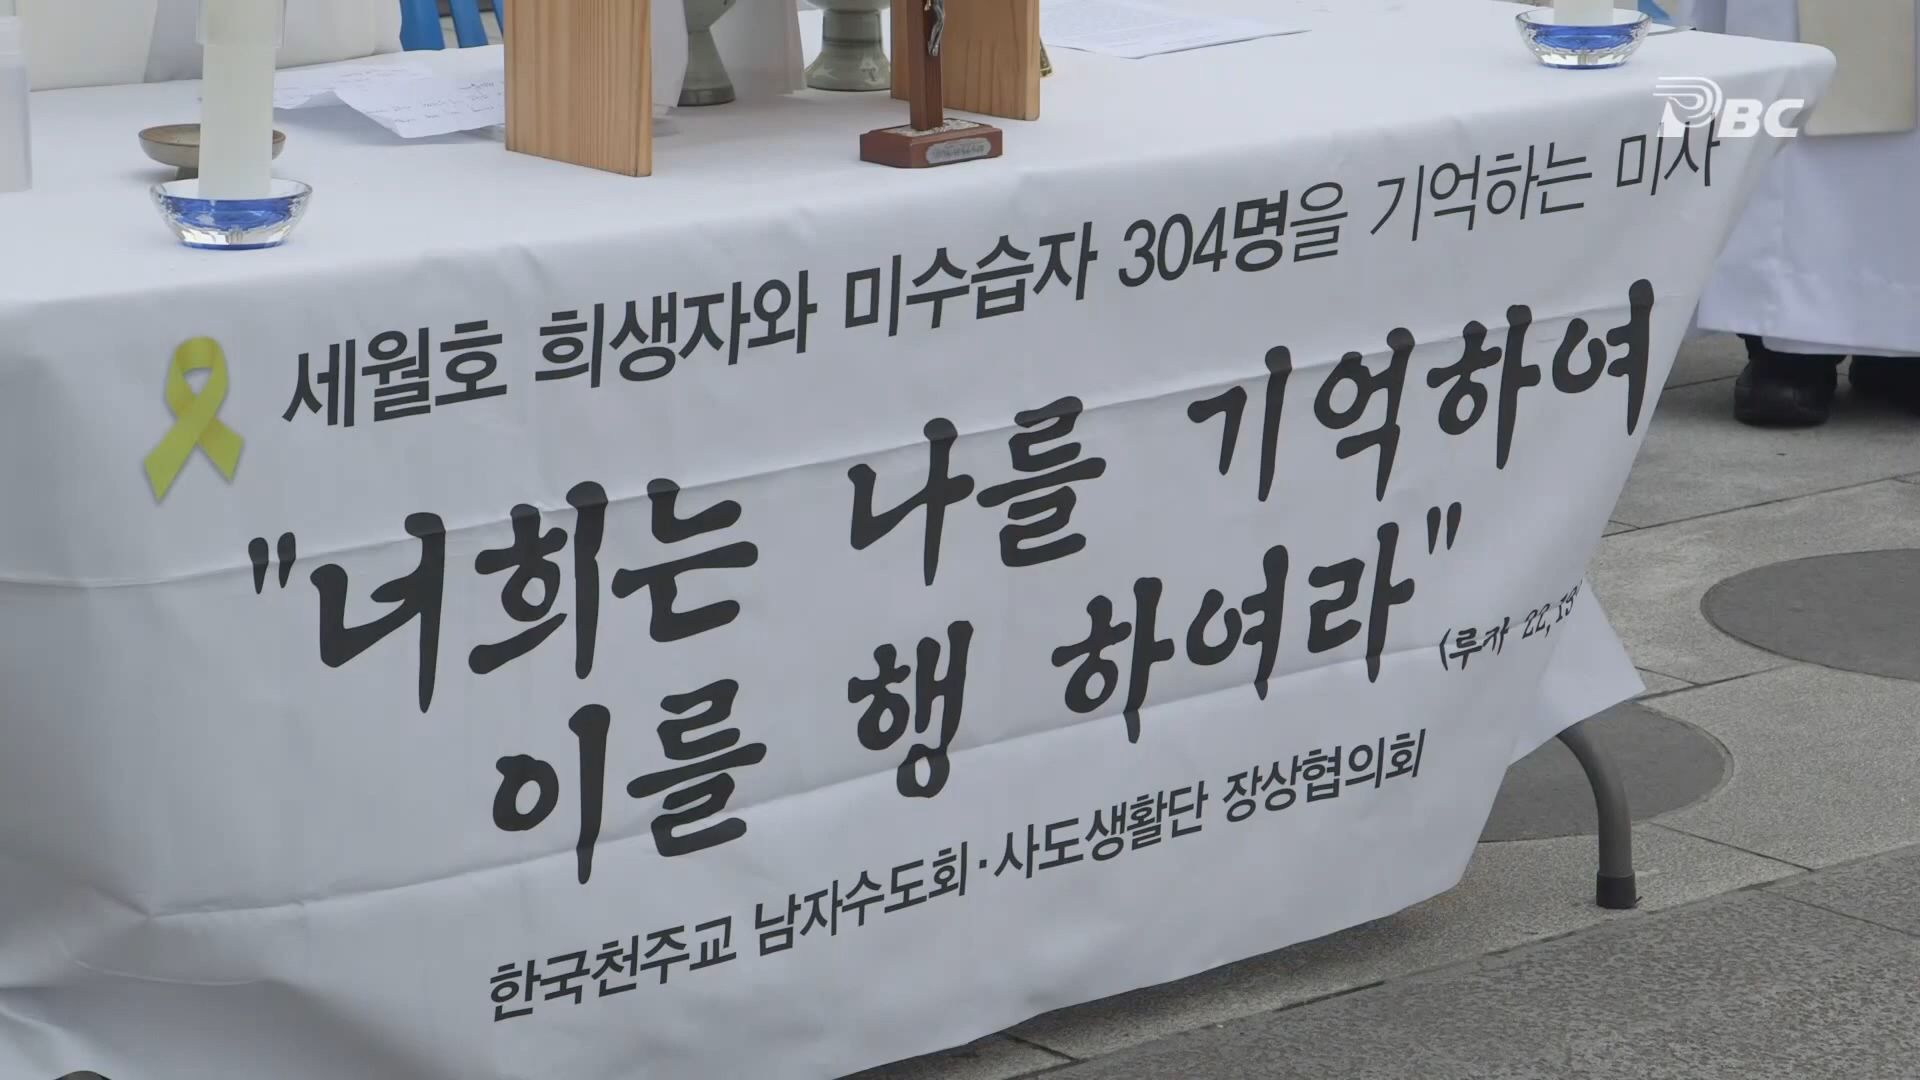 PBC
세월호 희생자와 미수습자 304명을 기억하는 미사
"너희는 나를 기억하여
이를 행 하여라"
(루카 22,19)
한국천주교 남자수도회·사도생활단 장상협의회